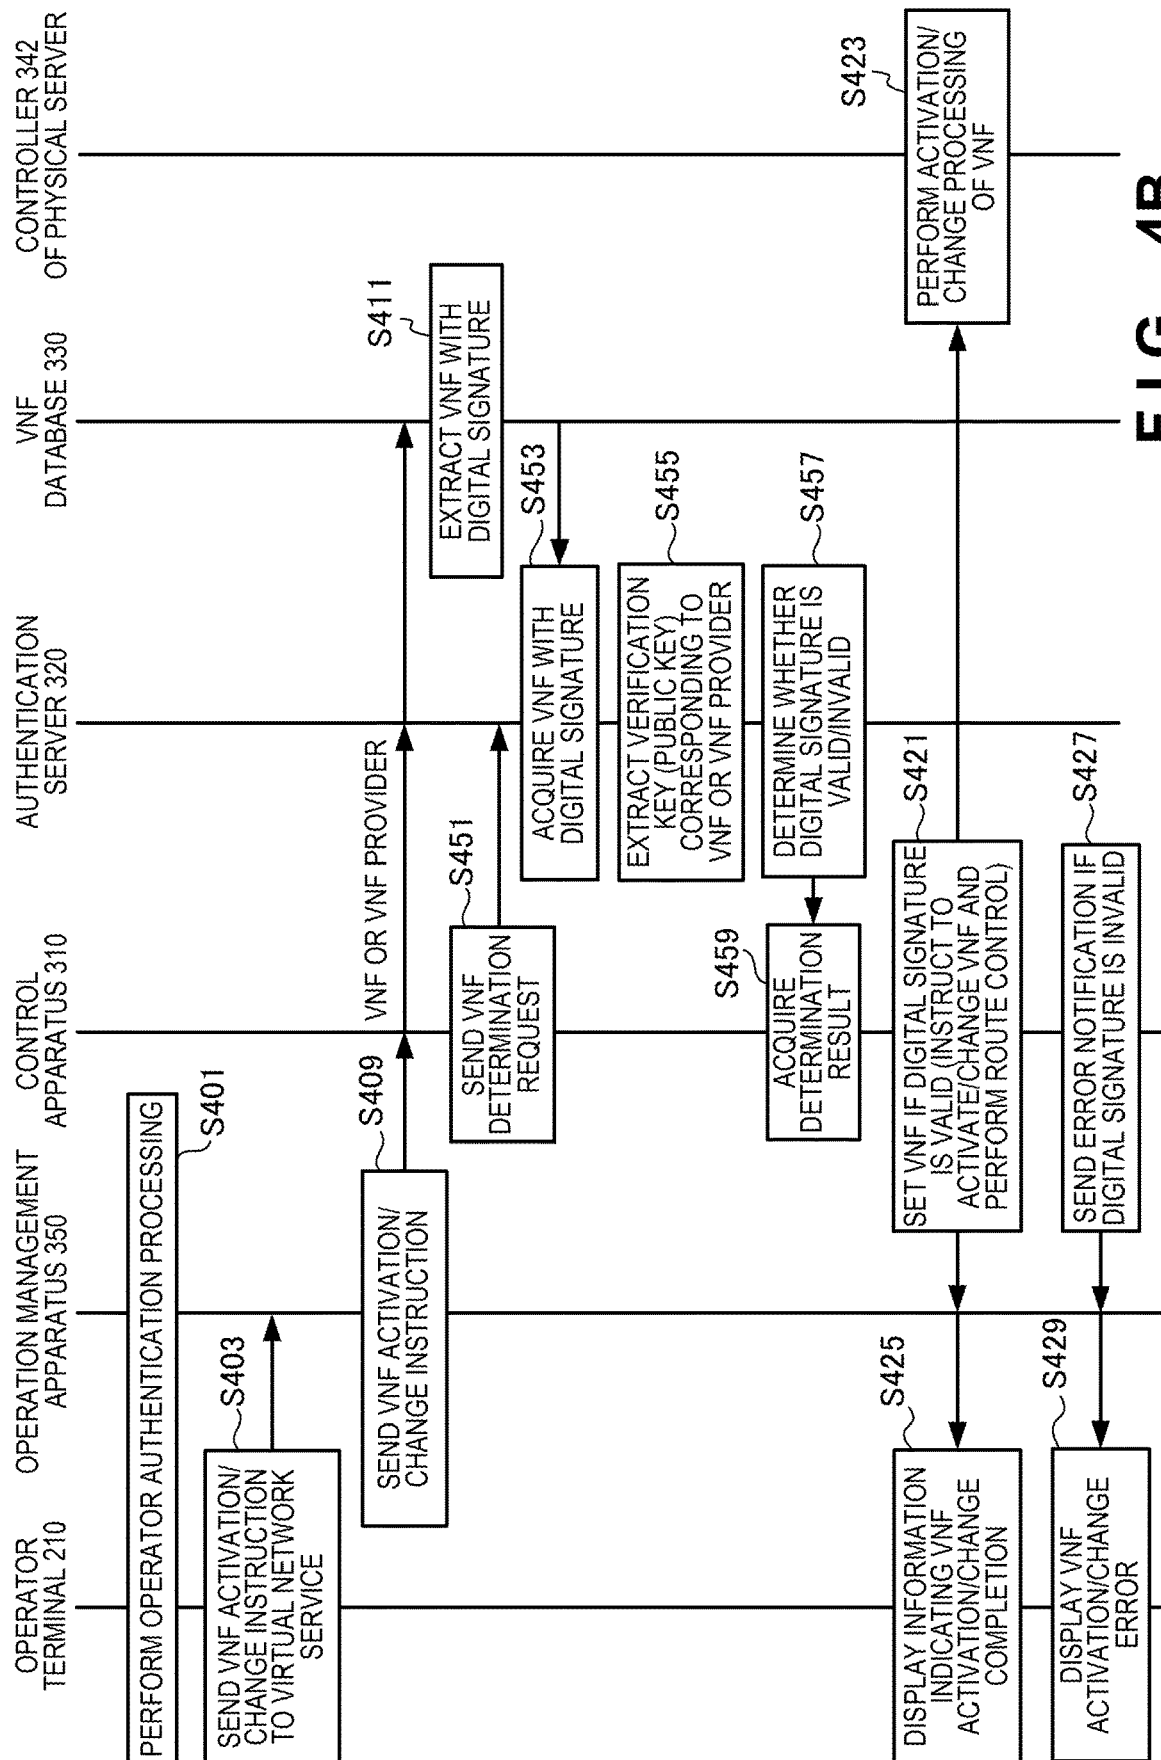 OPERATOR
TERMINAL 210
OPERATION MANAGEMENT
APPARATUS 350
CONTROL
APPARATUS 310
AUTHENTICATION
SERVER 320
VNF
DATABASE 330
CONTROLLER 342
OF PHYSICAL SERVER
PERFORM OPERATOR AUTHENTICATION PROCESSING
S401
SEND VNF ACTIVATION/
CHANGE INSTRUCTION
TO VIRTUAL NETWORK
SERVICE
S403
SEND VNF ACTIVATION/
CHANGE INSTRUCTION
S409
VNF OR VNF PROVIDER
EXTRACT VNF WITH
DIGITAL SIGNATURE
S411
SEND VNF
DETERMINATION
REQUEST
S451
ACQUIRE VNF WITH
DIGITAL SIGNATURE
S453
EXTRACT VERIFICATION
KEY (PUBLIC KEY)
CORRESPONDING TO
VNF OR VNF PROVIDER
S455
DETERMINE WHETHER
DIGITAL SIGNATURE IS
VALID/INVALID
S457
ACQUIRE
DETERMINATION
RESULT
S459
SET VNF IF DIGITAL SIGNATURE
IS VALID (INSTRUCT TO
ACTIVATE/CHANGE VNF AND
PERFORM ROUTE CONTROL)
S421
PERFORM ACTIVATION/
CHANGE PROCESSING
OF VNF
S423
DISPLAY INFORMATION
INDICATING VNF
ACTIVATION/CHANGE
COMPLETION
S425
SEND ERROR NOTIFICATION IF
DIGITAL SIGNATURE IS INVALID
S427
DISPLAY VNF
ACTIVATION/CHANGE
ERROR
S429
FIG. 4B